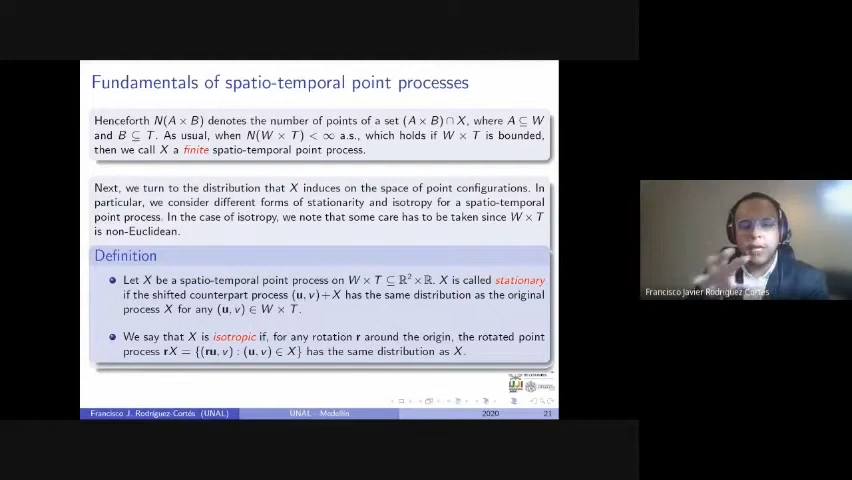 Fundamentals of spatio-temporal point processes
Henceforth N(A × B) denotes the number of points of a set (A × B) ∩ X, where A ⊆ W
and B ⊆ T. As usual, when N(W × T) < ∞ a.s., which holds if W × T is bounded,
then we call X a finite spatio-temporal point process.
Next, we turn to the distribution that X induces on the space of point configurations. In
particular, we consider different forms of stationarity and isotropy for a spatio-temporal
point process. In the case of isotropy, we note that some care has to be taken since W × T
is non-Euclidean.
Definition
Let X be a spatio-temporal point process on W × T ⊆ ℝ² × ℝ. X is called stationary
if the shifted counterpart process (u, v) + X has the same distribution as the original
process X for any (u, v) ∈ W × T.
We say that X is isotropic if, for any rotation r around the origin, the rotated point
process rX = {(ru, v) : (u, v) ∈ X} has the same distribution as X.
Francisco J. Rodríguez-Cortés (UNAL) UNAL - Medellín 2020 21
Francisco Javier Rodríguez Cortés